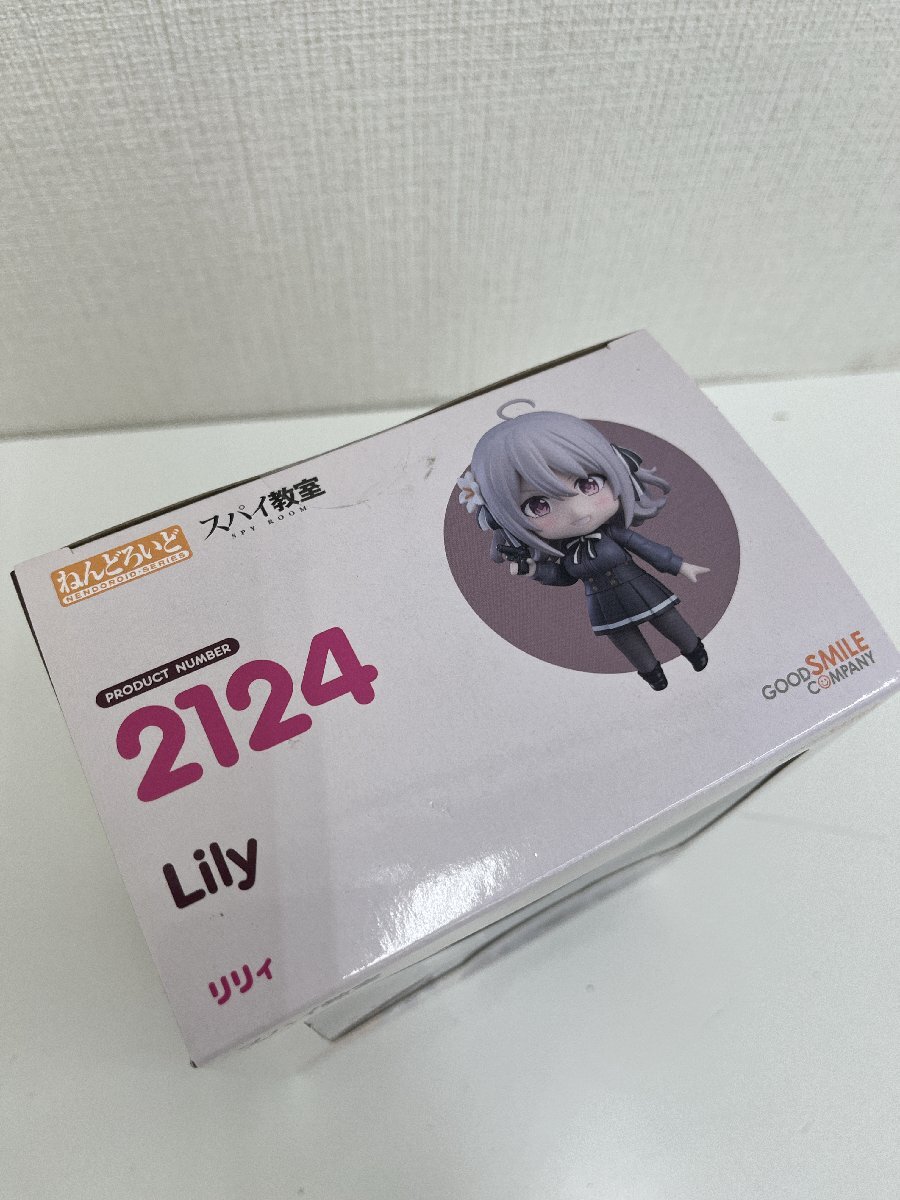 ねんどろいど
NENDOROID·SERIES
スパイ教室
SPY ROOM
PRODUCT NUMBER
2124
Lily
リリィ
GOOD SMILE
COMPANY